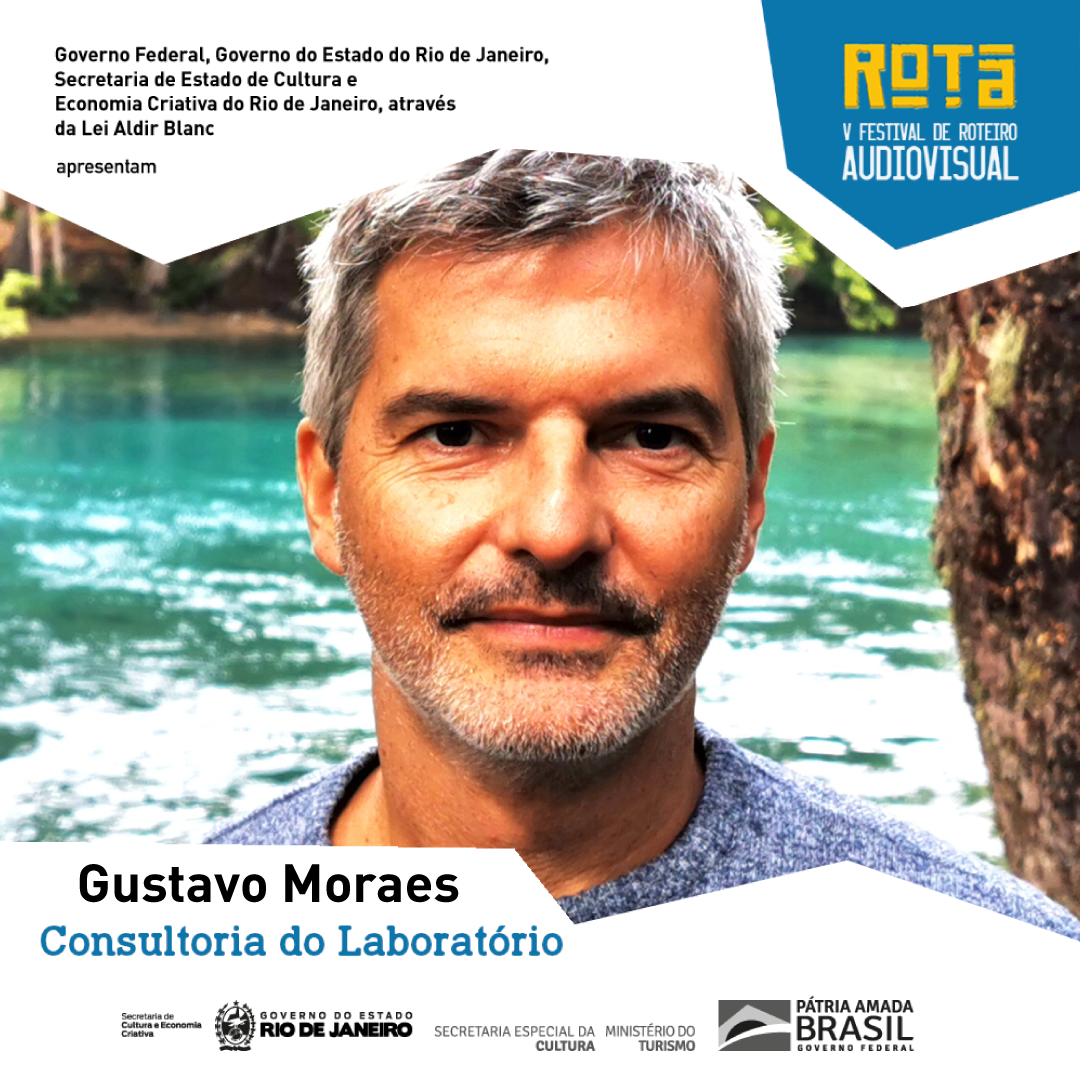 Governo Federal, Governo do Estado do Rio de Janeiro,
Secretaria de Estado de Cultura e
Economia Criativa do Rio de Janeiro, através
da Lei Aldir Blanc
apresentam
ROTA
V FESTIVAL DE ROTEIRO
AUDIOVISUAL
Gustavo Moraes
Consultoria do Laboratório
Secretaria de
Cultura e Economia
Criativa
GOVERNO DO ESTADO
RIO DE JANEIRO
SECRETARIA ESPECIAL DA
CULTURA
MINISTÉRIO DO
TURISMO
PÁTRIA AMADA
BRASIL
GOVERNO FEDERAL